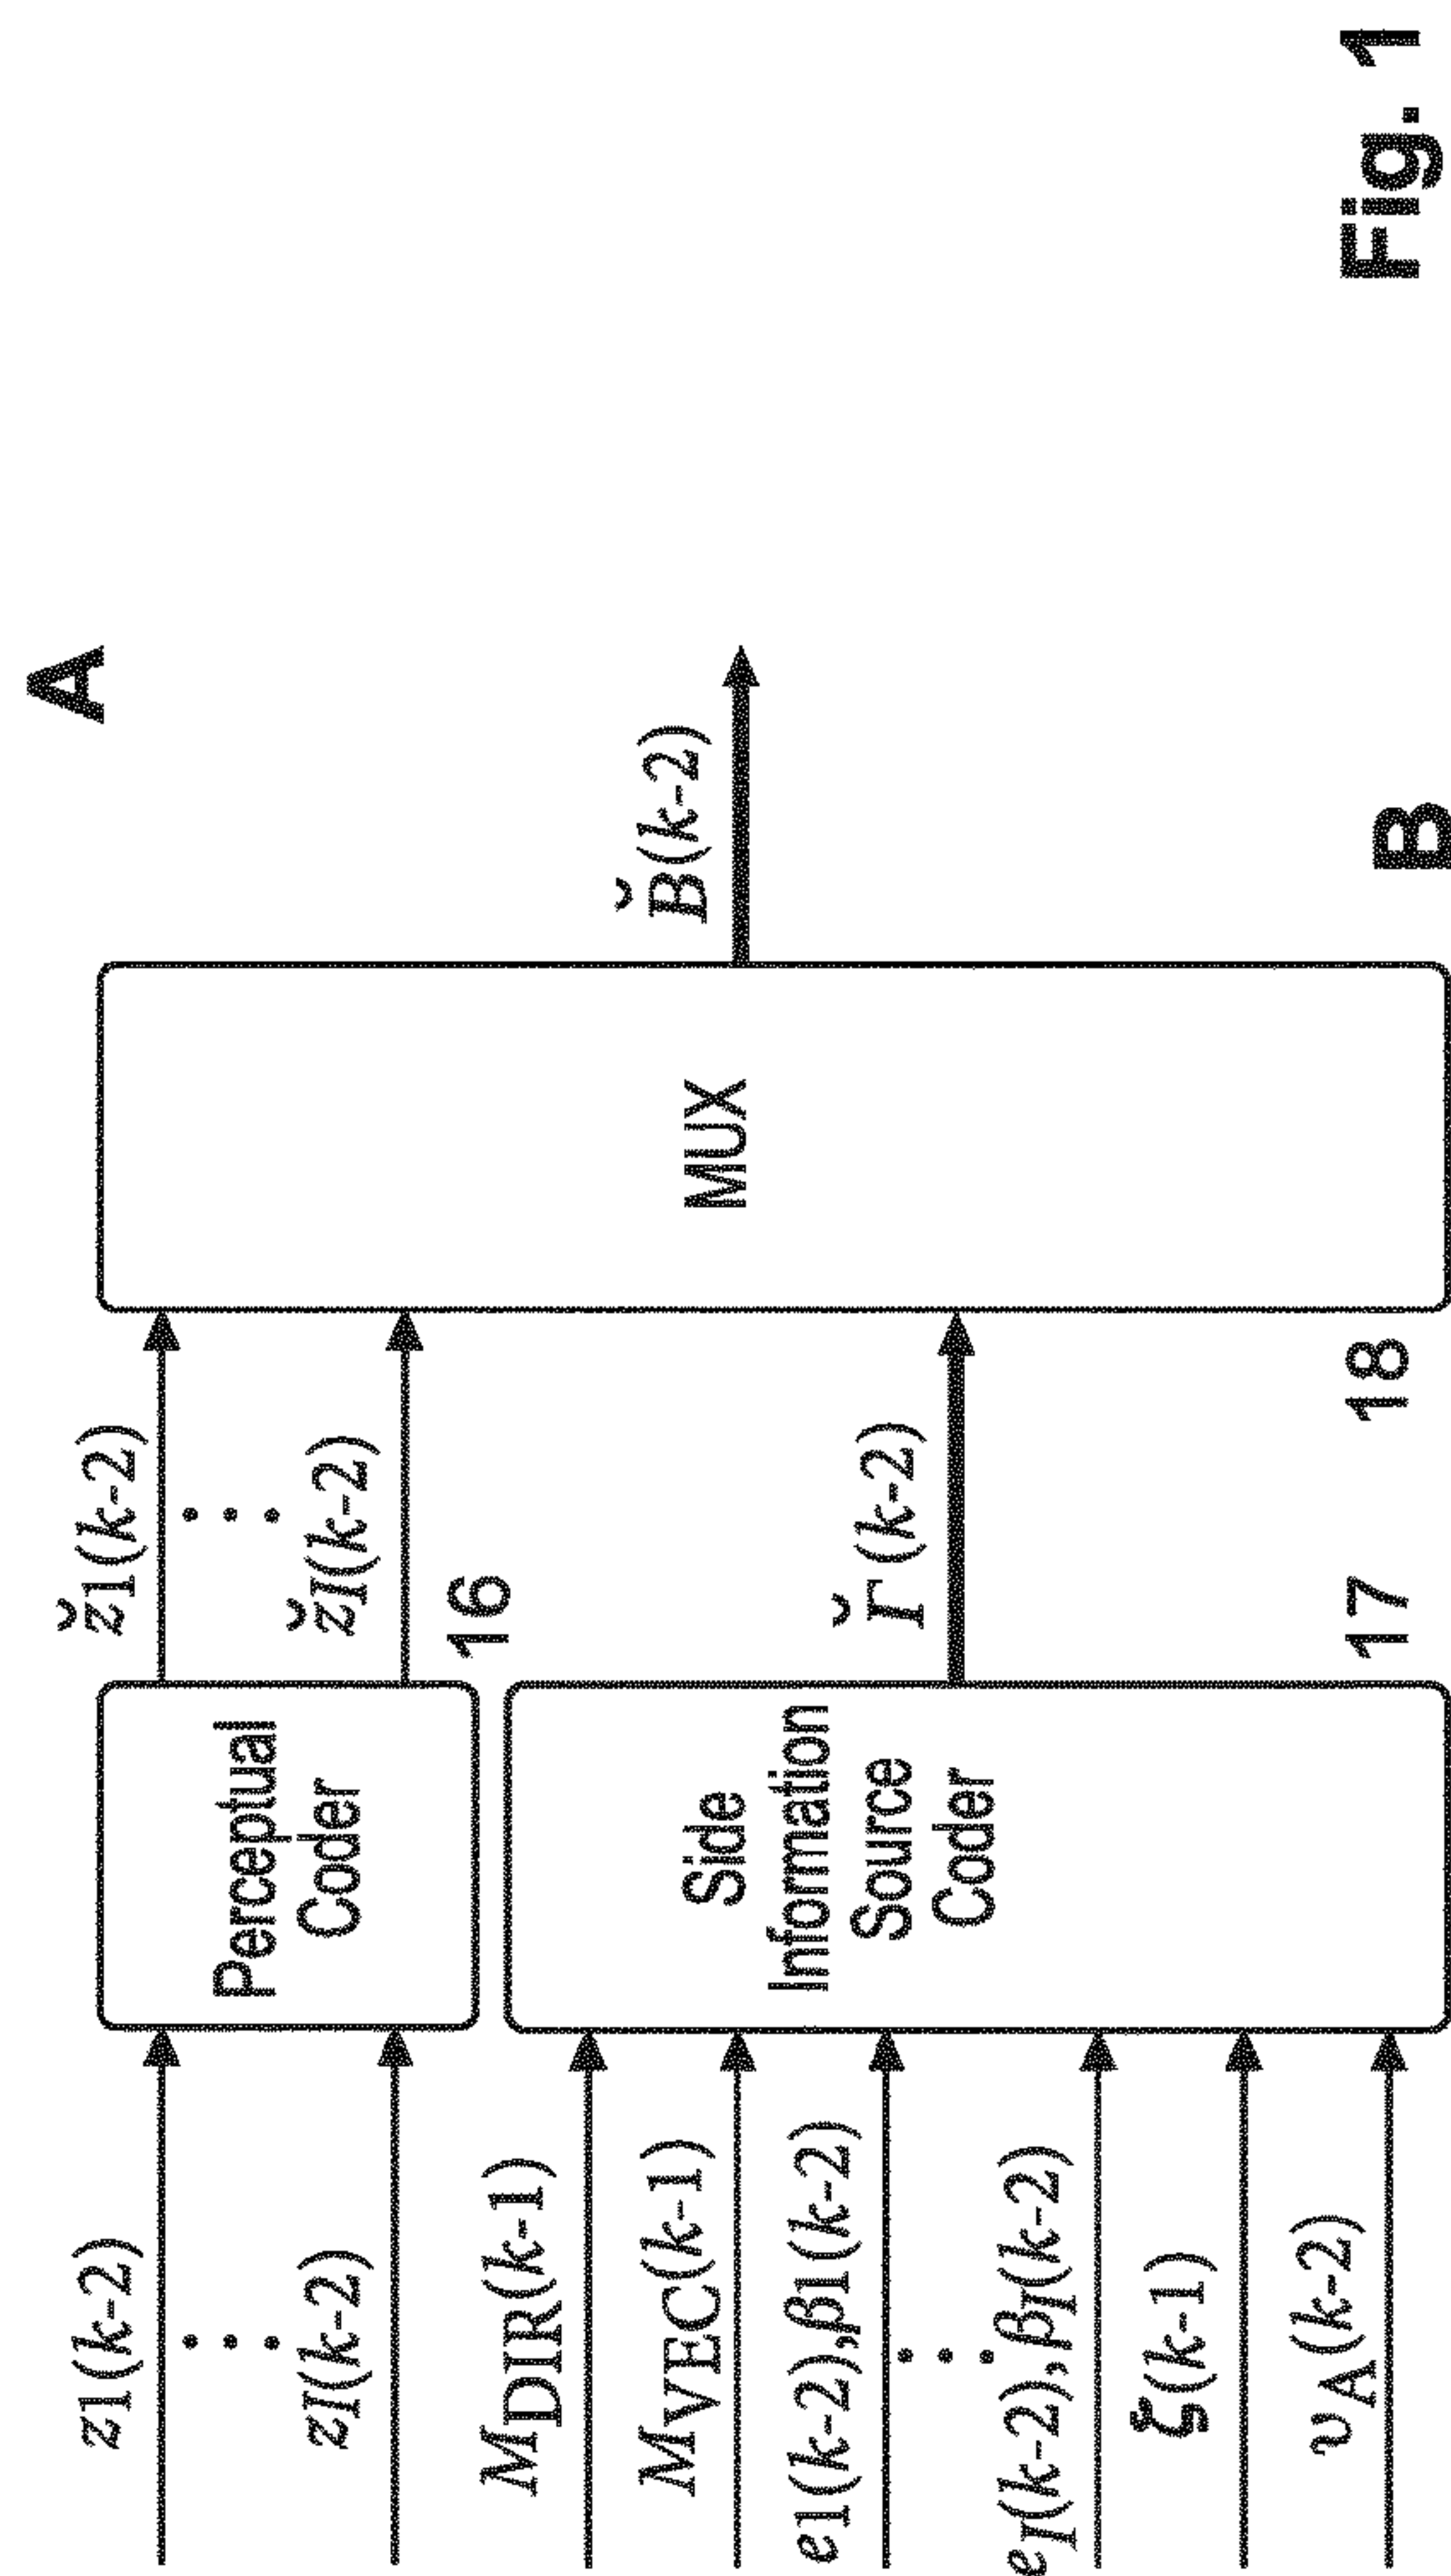 A
z1(k-2)
⋮
zI(k-2)
Perceptual
Coder
16
ž1(k-2)
⋮
žI(k-2)
MDIR(k-1)
MVEC(k-1)
e1(k-2),β1(k-2)
⋮
eI(k-2),βI(k-2)
ζ(k-1)
υA(k-2)
Side
Information
Source
Coder
17
Γ̌(k-2)
MUX
18
B̌(k-2)
B
Fig. 1